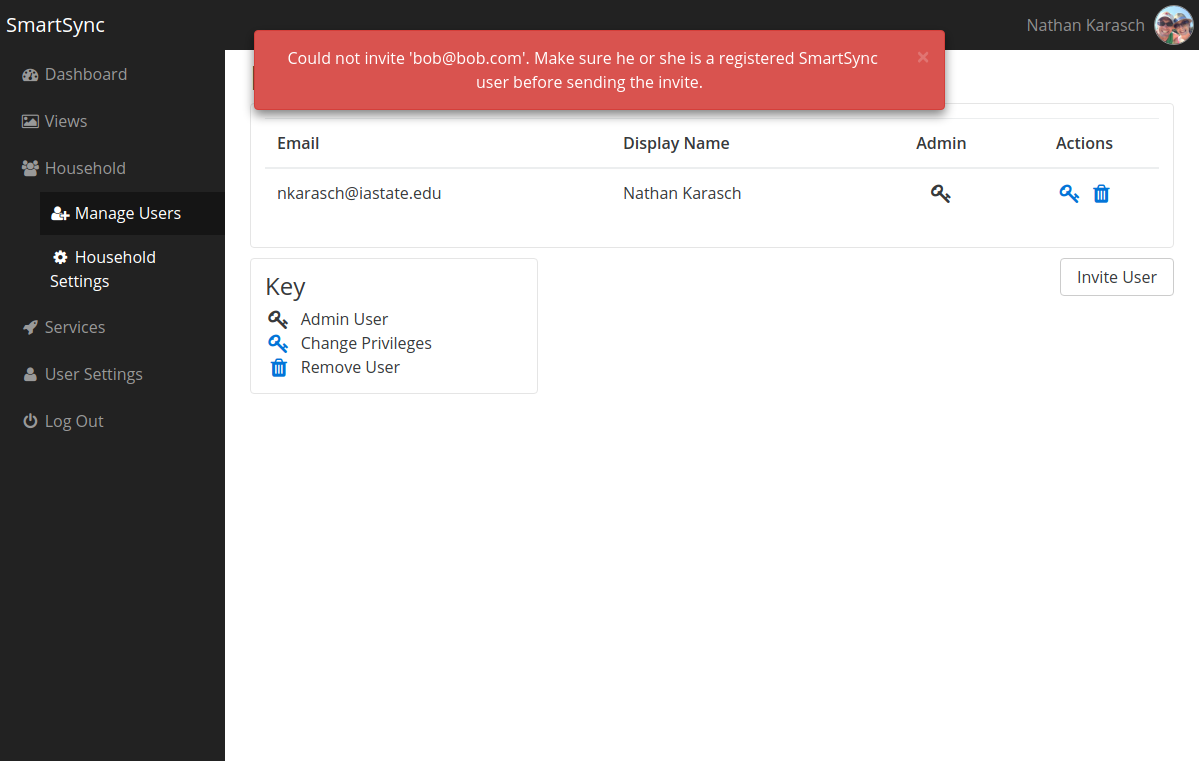 SmartSync
Nathan Karasch
Could not invite 'bob@bob.com'. Make sure he or she is a registered SmartSync
user before sending the invite.
×
Dashboard
Views
Household
Manage Users
Household
Settings
Services
User Settings
Log Out
Email Display Name Admin Actions
nkarasch@iastate.edu Nathan Karasch
Key
Admin User
Change Privileges
Remove User
Invite User